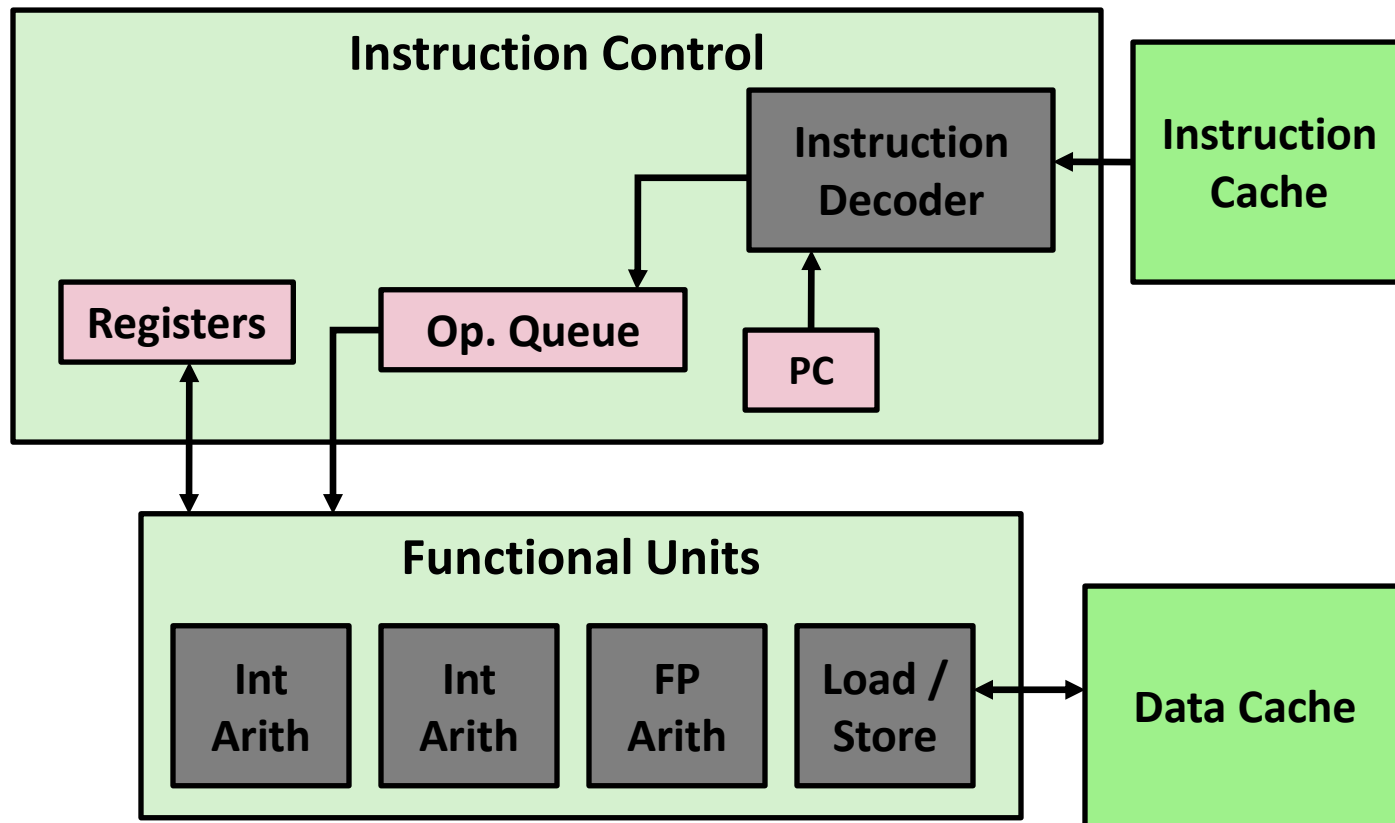 Instruction Control
Instruction
Decoder
Instruction
Cache
Registers
Op. Queue
PC
Functional Units
Int
Arith
Int
Arith
FP
Arith
Load /
Store
Data Cache